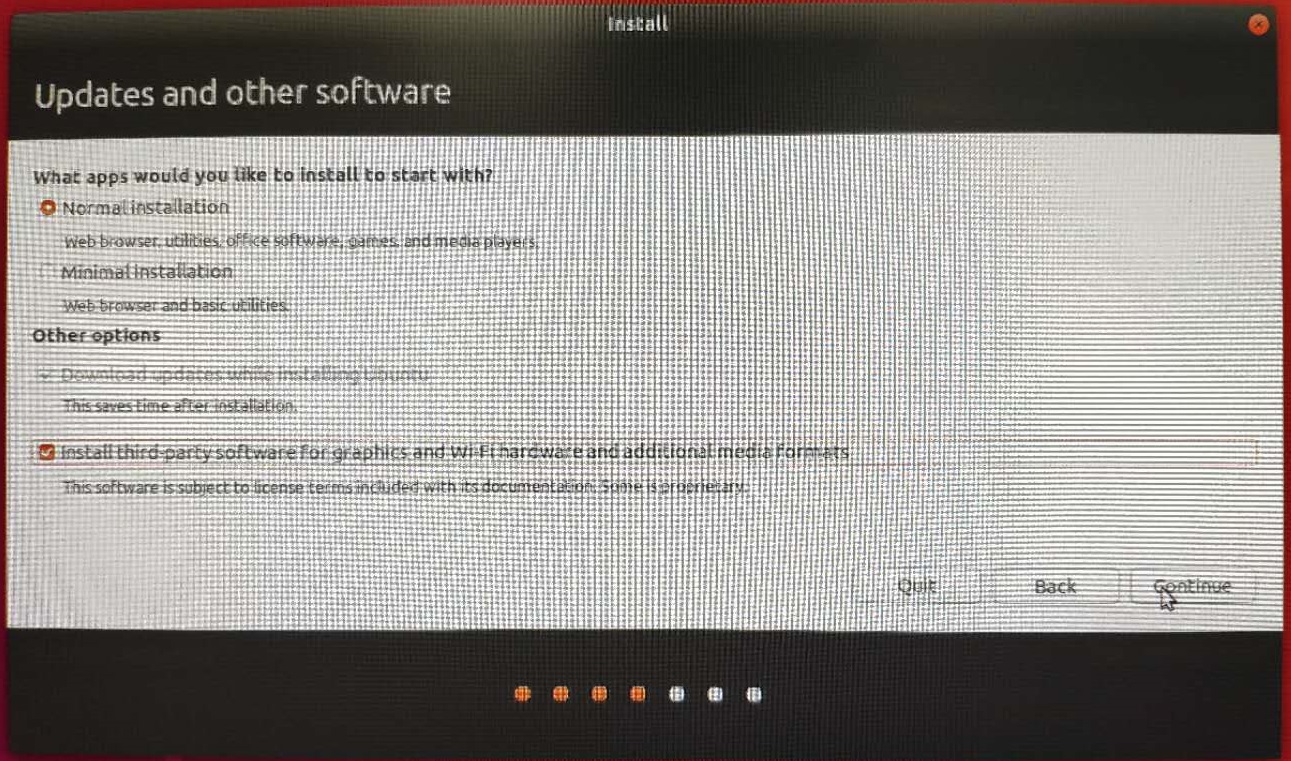 Install
Updates and other software
What apps would you like to install to start with?
Normal installation
Web browser, utilities, office software, games, and media players.
Minimal installation
Web browser and basic utilities.
Other options
Download updates while installing Ubuntu
This saves time after installation.
Install third-party software for graphics and Wi-Fi hardware and additional media formats
This software is subject to license terms included with its documentation. Some is proprietary.
Quit Back Continue